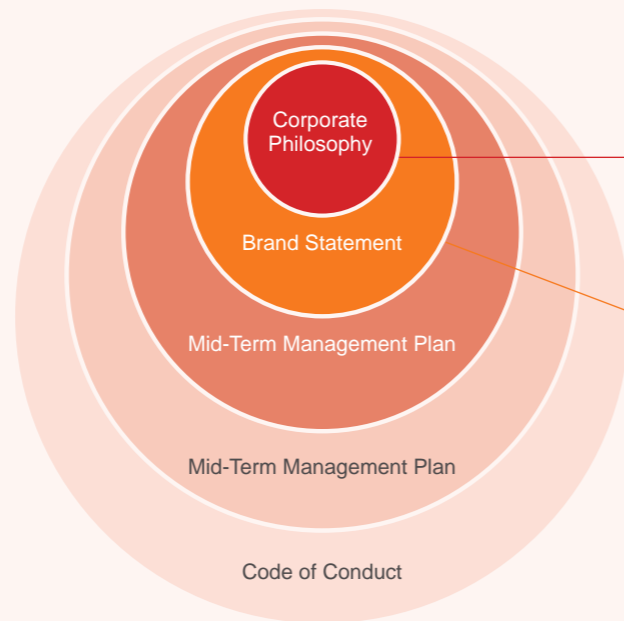 Corporate
Philosophy
Brand Statement
Mid-Term Management Plan
Mid-Term Management Plan
Code of Conduct